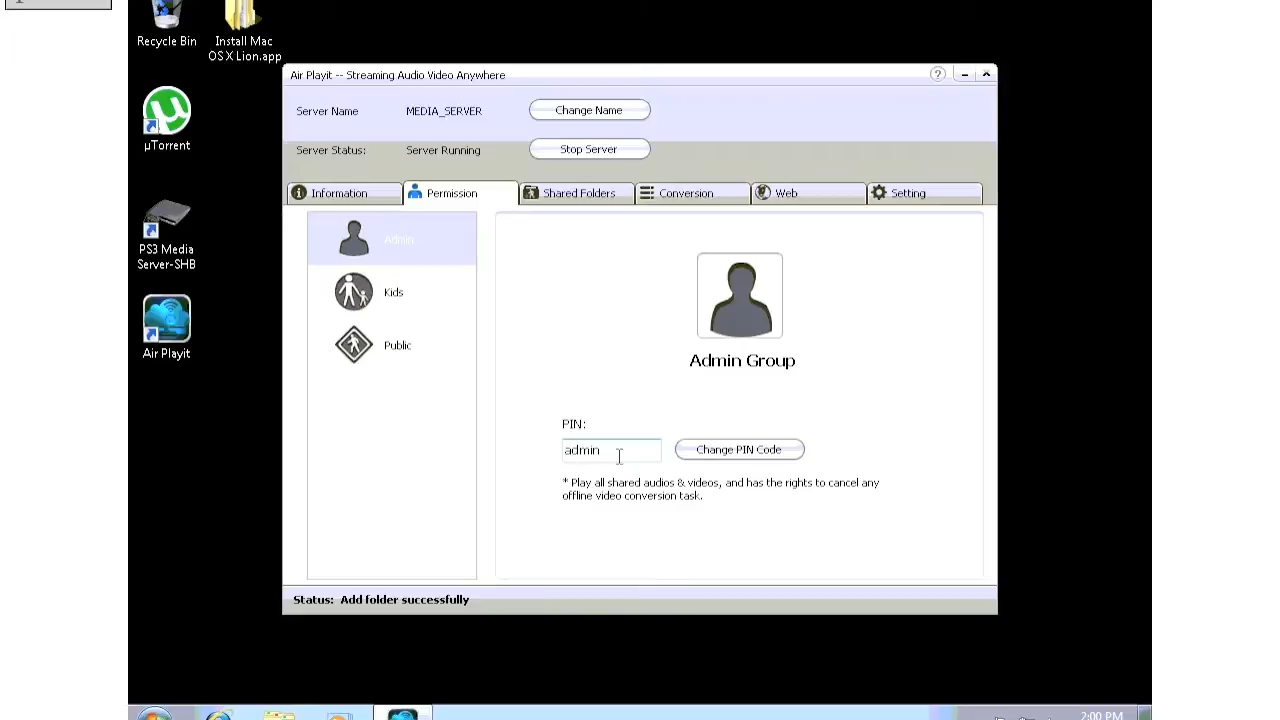 Recycle Bin
Install Mac
OS X Lion.app
µTorrent
PS3 Media
Server-SHB
Air Playit
Air Playit -- Streaming Audio Video Anywhere
?
Server Name
MEDIA_SERVER
Change Name
Server Status:
Server Running
Stop Server
Information
Permission
Shared Folders
Conversion
Web
Setting
Admin
Kids
Public
Admin Group
PIN:
admin
Change PIN Code
* Play all shared audios & videos, and has the rights to cancel any
offline video conversion task.
Status: Add folder successfully
2:00 PM